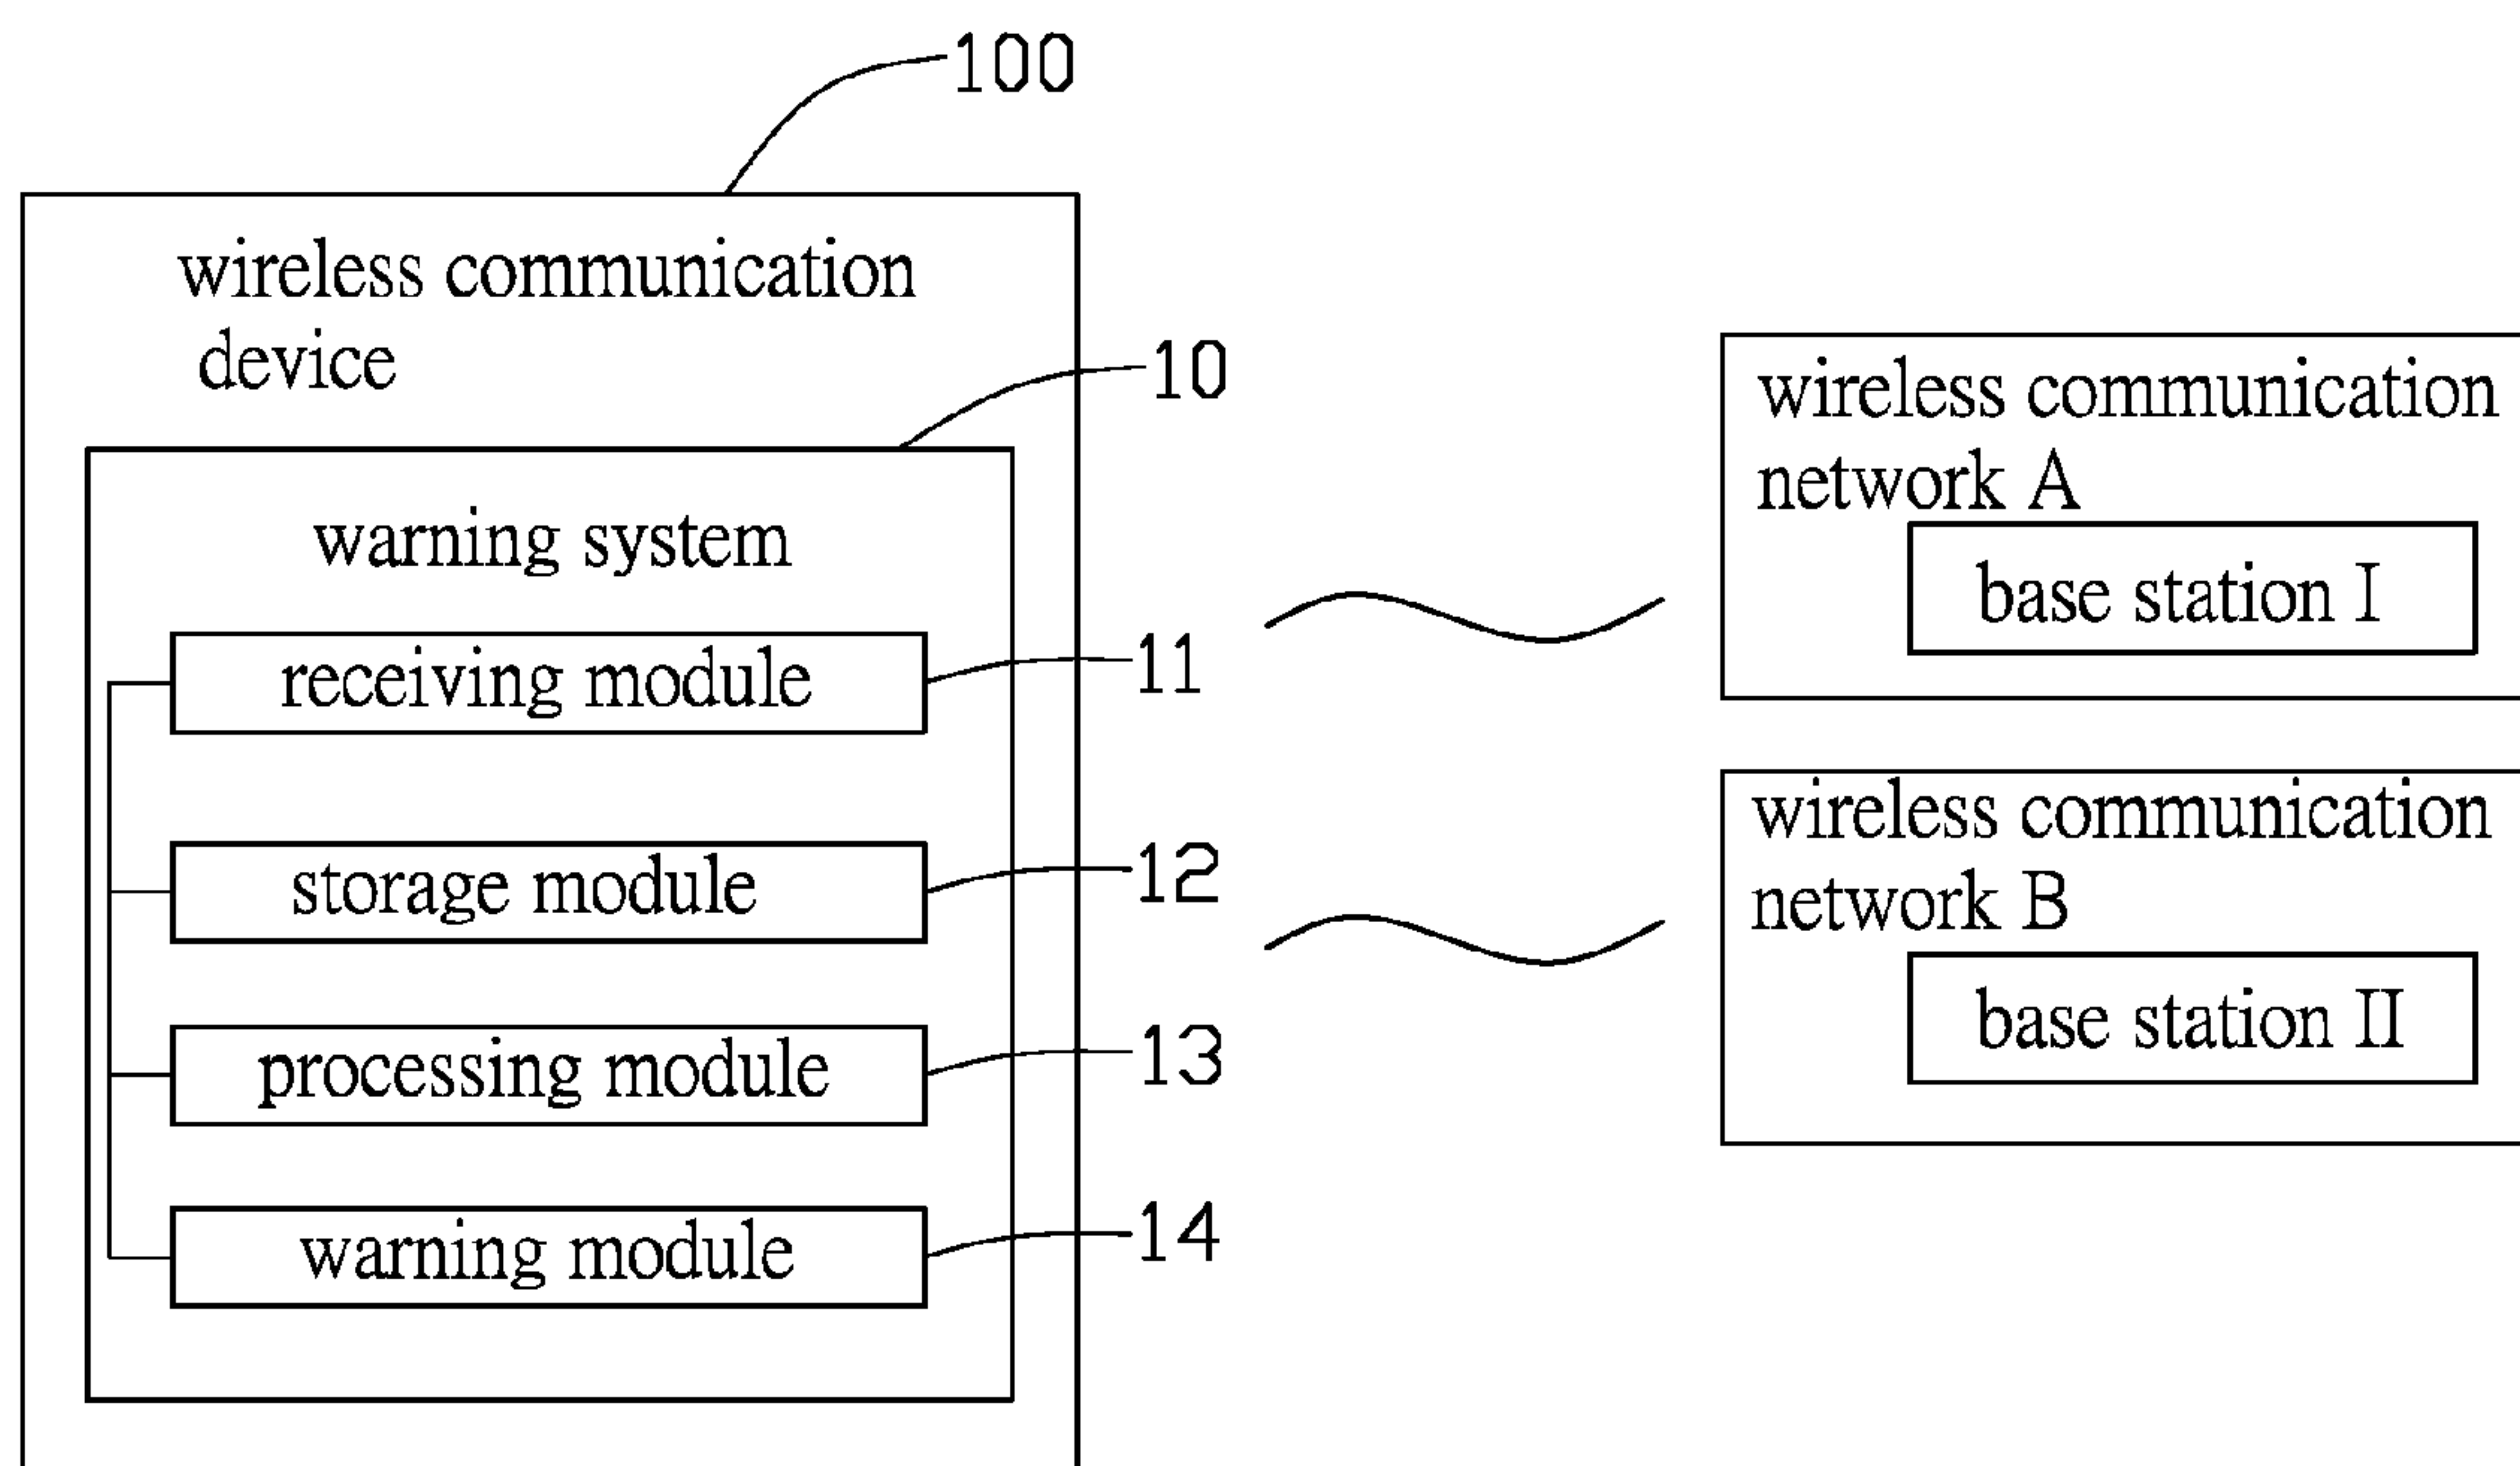 100
wireless communication
device
10
warning system
receiving module
11
storage module
12
processing module
13
warning module
14
wireless communication
network A
base station I
wireless communication
network B
base station II